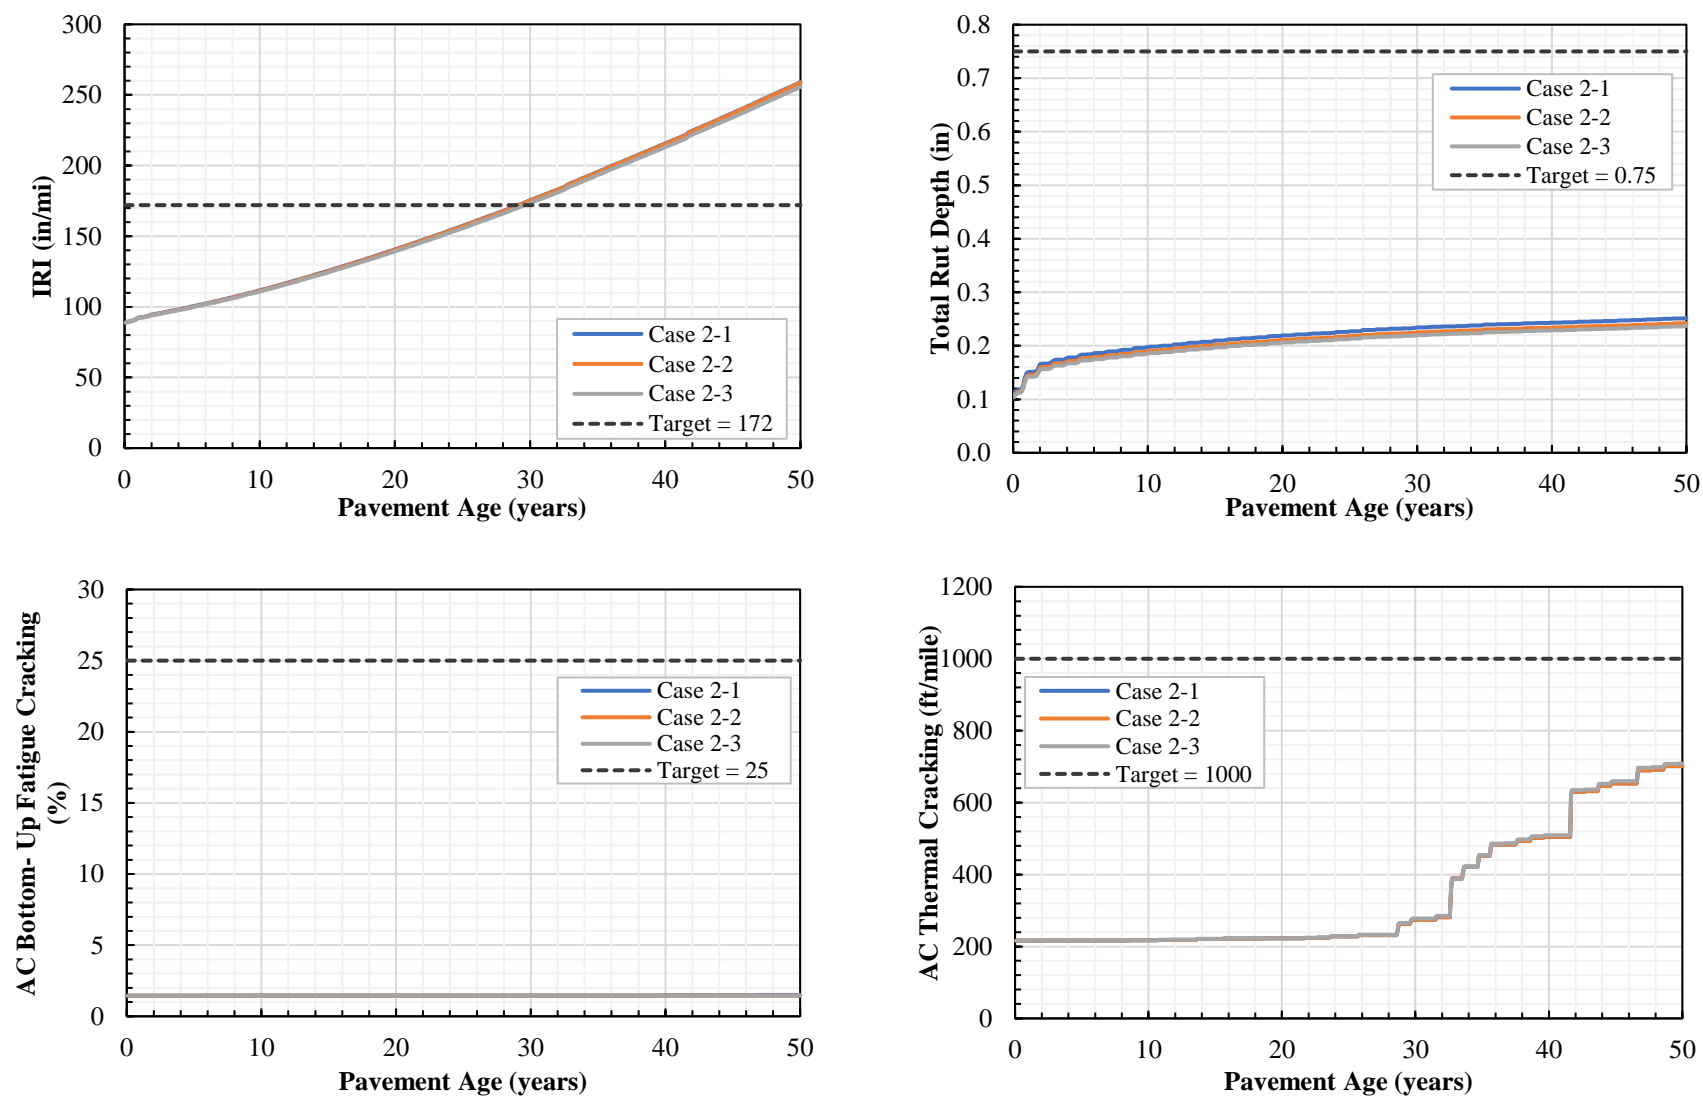 300
250
200
150
100
50
0
IRI (in/mi)
Case 2-1
Case 2-2
Case 2-3
Target = 172
0 10 20 30 40 50
Pavement Age (years)
0.8
0.7
0.6
0.5
0.4
0.3
0.2
0.1
0.0
Total Rut Depth (in)
Case 2-1
Case 2-2
Case 2-3
Target = 0.75
0 10 20 30 40 50
Pavement Age (years)
30
25
20
15
10
5
0
AC Bottom- Up Fatigue Cracking
(%)
Case 2-1
Case 2-2
Case 2-3
Target = 25
0 10 20 30 40 50
Pavement Age (years)
1200
1000
800
600
400
200
0
AC Thermal Cracking (ft/mile)
Case 2-1
Case 2-2
Case 2-3
Target = 1000
0 10 20 30 40 50
Pavement Age (years)